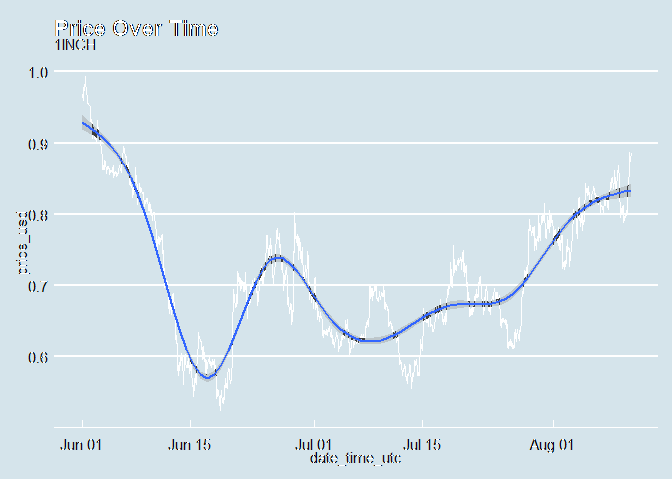 Price Over Time
1INCH
1.0
0.9
0.8
0.7
0.6
price_usd
Jun 01 Jun 15 Jul 01 Jul 15 Aug 01
date_time_utc